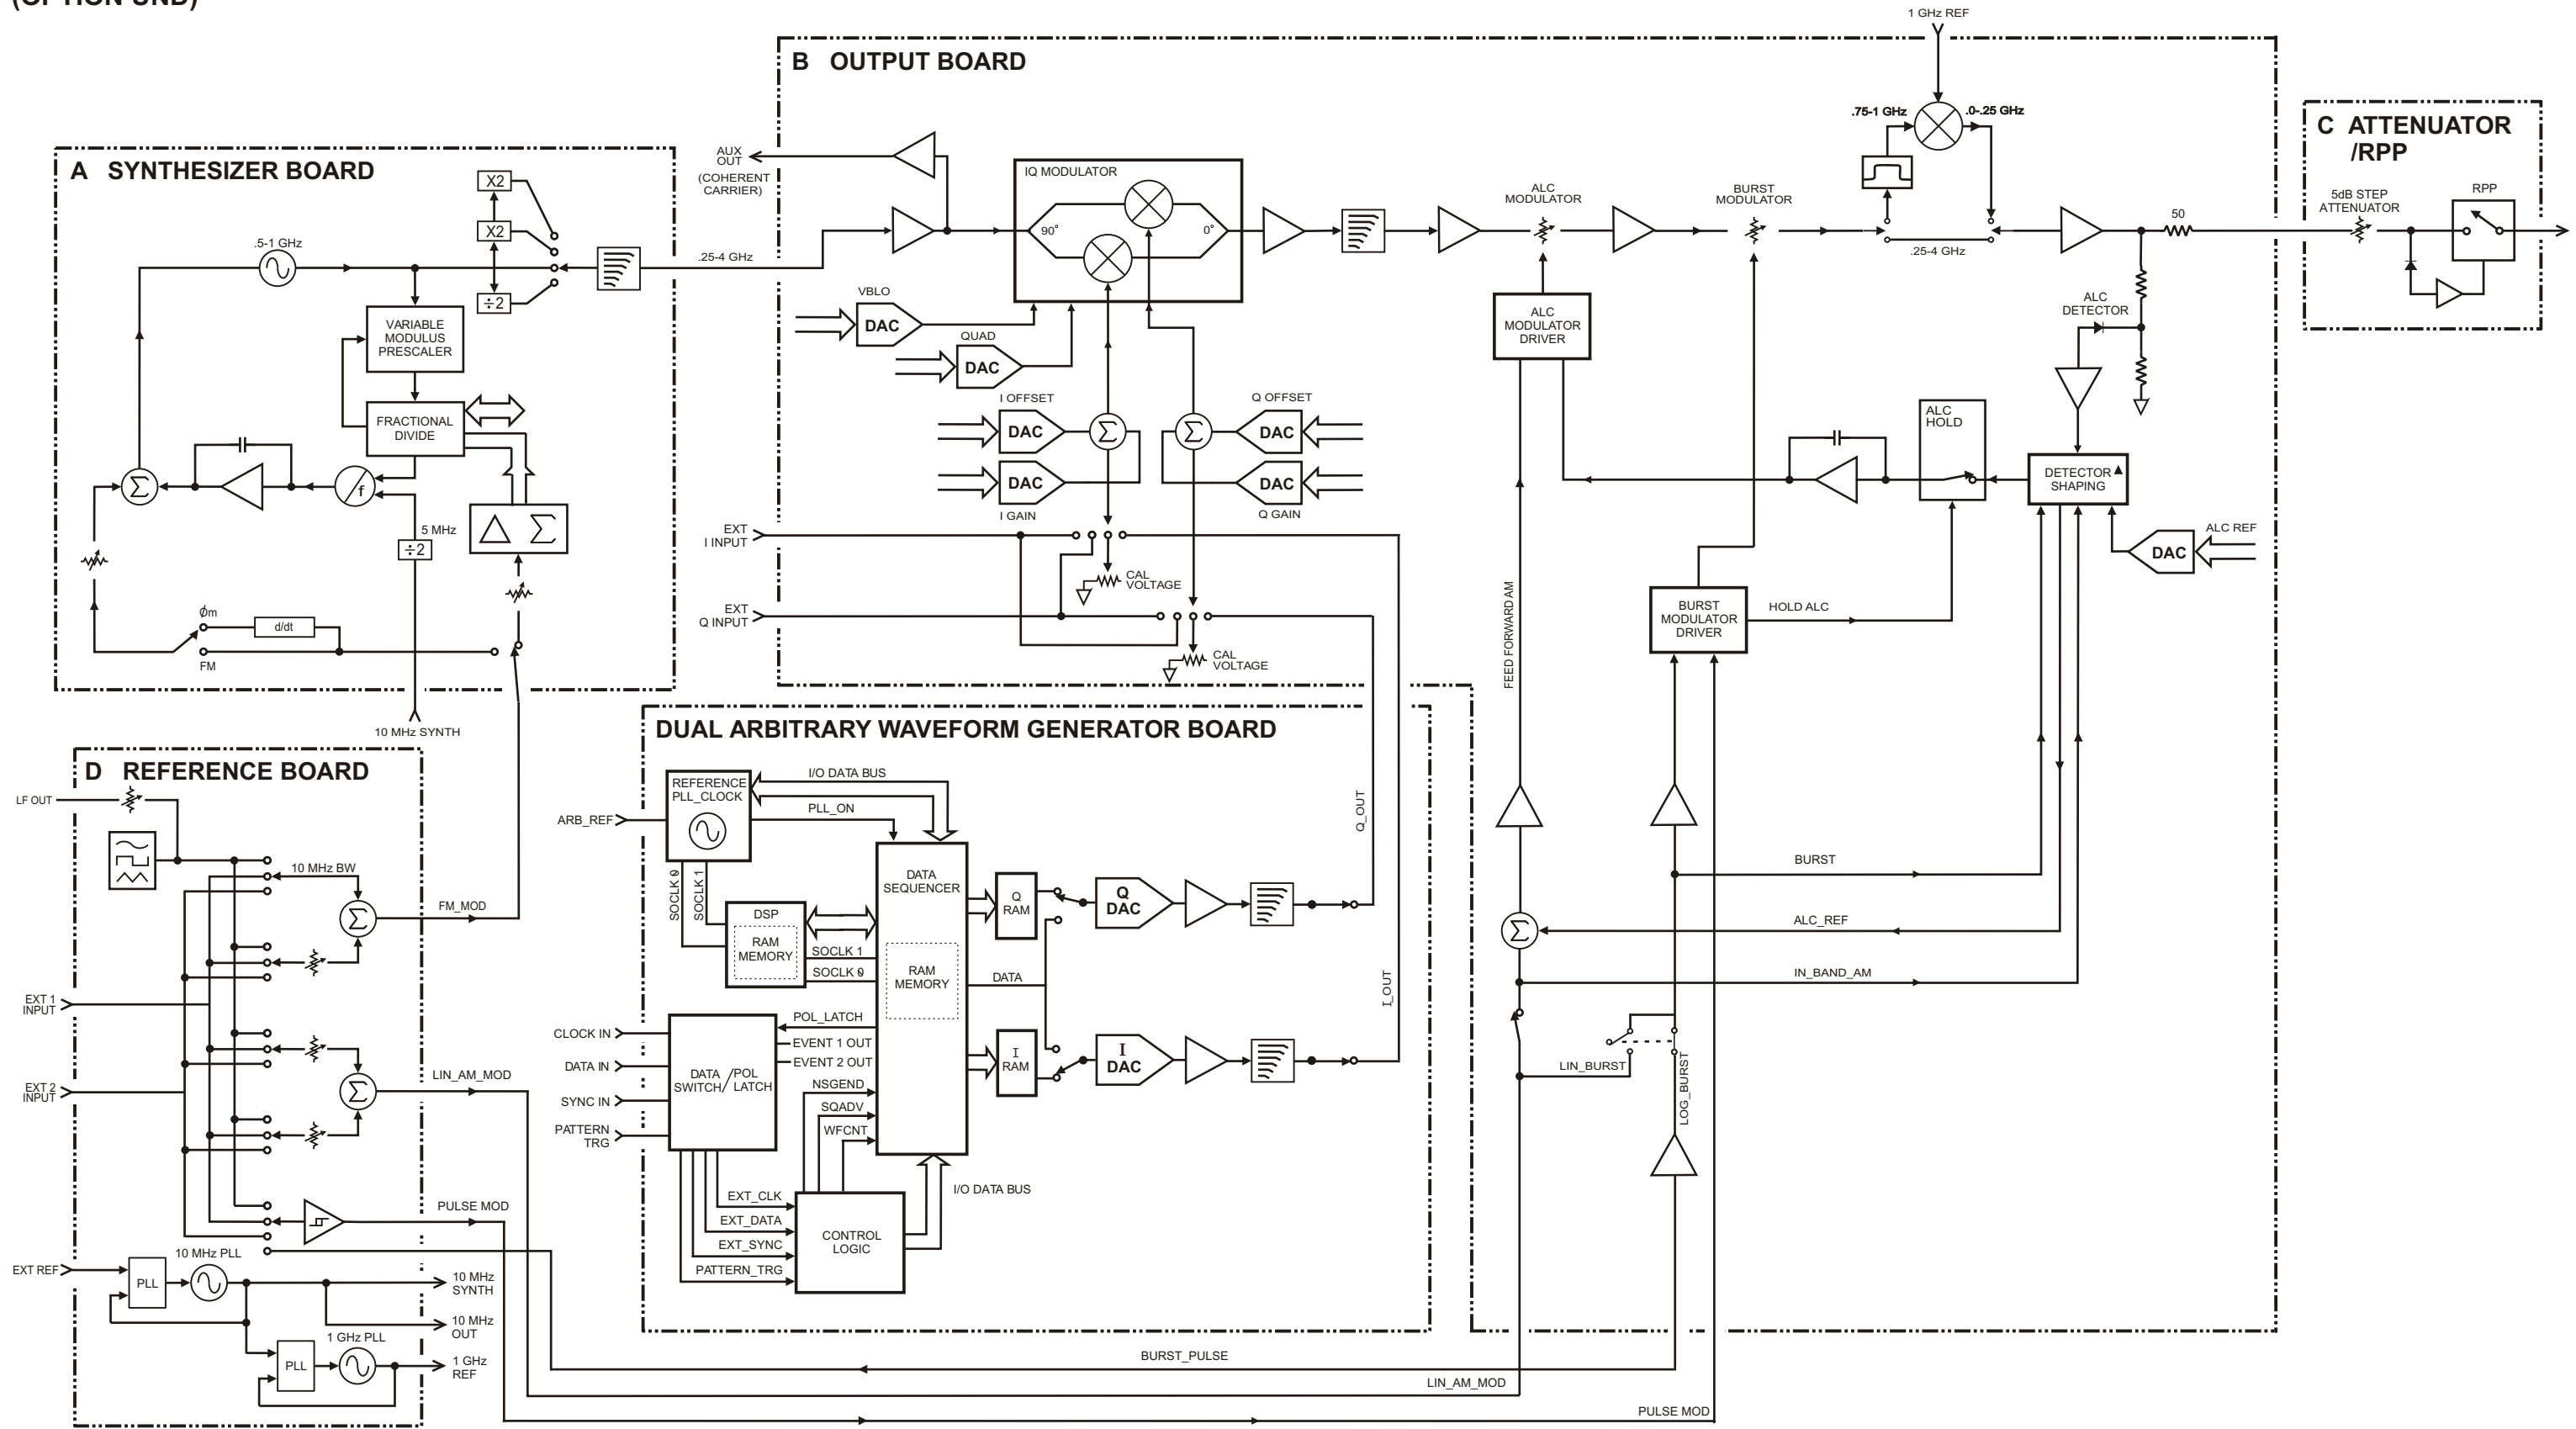 (OPTION UNB)
1 GHz REF
B OUTPUT BOARD
.75-1 GHz
.0-.25 GHz
.25-4 GHz
C ATTENUATOR
/RPP
5dB STEP
ATTENUATOR
RPP
50
A SYNTHESIZER BOARD
X2
X2
÷2
.5-1 GHz
.25-4 GHz
VARIABLE
MODULUS
PRESCALER
FRACTIONAL
DIVIDE
Σ
f
5 MHz
÷2
Δ Σ
Φm
d/dt
FM
10 MHz SYNTH
AUX
OUT
(COHERENT
CARRIER)
IQ MODULATOR
90°
0°
VBLO
DAC
QUAD
DAC
I OFFSET
DAC
Σ
DAC
I GAIN
Q OFFSET
Σ
DAC
DAC
Q GAIN
EXT
I INPUT
CAL
VOLTAGE
EXT
Q INPUT
CAL
VOLTAGE
ALC
MODULATOR
BURST
MODULATOR
ALC
MODULATOR
DRIVER
ALC
DETECTOR
ALC
HOLD
DETECTOR
SHAPING
ALC REF
DAC
FEED FORWARD AM
BURST
MODULATOR
DRIVER
HOLD ALC
BURST
ALC_REF
Σ
IN_BAND_AM
LIN_BURST
LOG_BURST
D REFERENCE BOARD
LF OUT
10 MHz BW
Σ
FM_MOD
EXT 1
INPUT
EXT 2
INPUT
Σ
LIN_AM_MOD
PULSE MOD
10 MHz PLL
EXT REF
PLL
10 MHz
SYNTH
10 MHz
OUT
1 GHz PLL
PLL
1 GHz
REF
DUAL ARBITRARY WAVEFORM GENERATOR BOARD
REFERENCE
PLL_CLOCK
I/O DATA BUS
PLL_ON
ARB_REF
SOCLK 0
SOCLK 1
DSP
RAM
MEMORY
SOCLK 1
SOCLK 0
DATA
SEQUENCER
RAM
MEMORY
Q
RAM
Q
DAC
DATA
Q_OUT
I_OUT
I
RAM
I
DAC
CLOCK IN
DATA IN
SYNC IN
PATTERN
TRG
DATA
SWITCH/
POL
LATCH
POL_LATCH
EVENT 1 OUT
EVENT 2 OUT
NSGEND
SQADV
WFCNT
EXT_CLK
EXT_DATA
EXT_SYNC
PATTERN_TRG
CONTROL
LOGIC
I/O DATA BUS
BURST_PULSE
LIN_AM_MOD
PULSE MOD